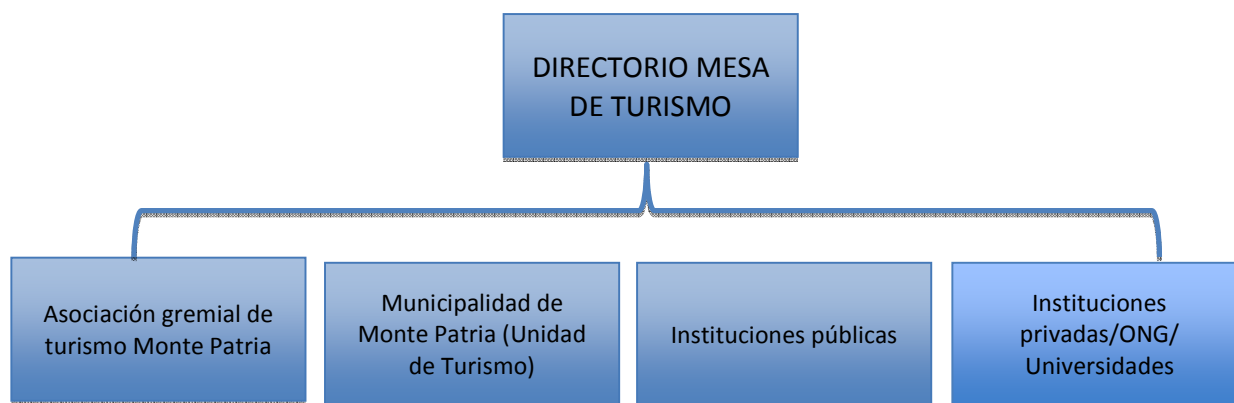 DIRECTORIO MESA
DE TURISMO
Asociación gremial de
turismo Monte Patria
Municipalidad de
Monte Patria (Unidad
de Turismo)
Instituciones públicas
Instituciones
privadas/ONG/
Universidades